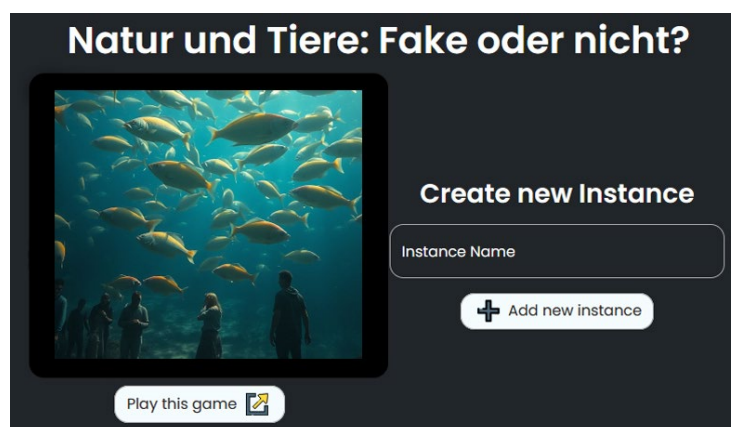 Natur und Tiere: Fake oder nicht?
Create new Instance
Instance Name
Add new instance
Play this game